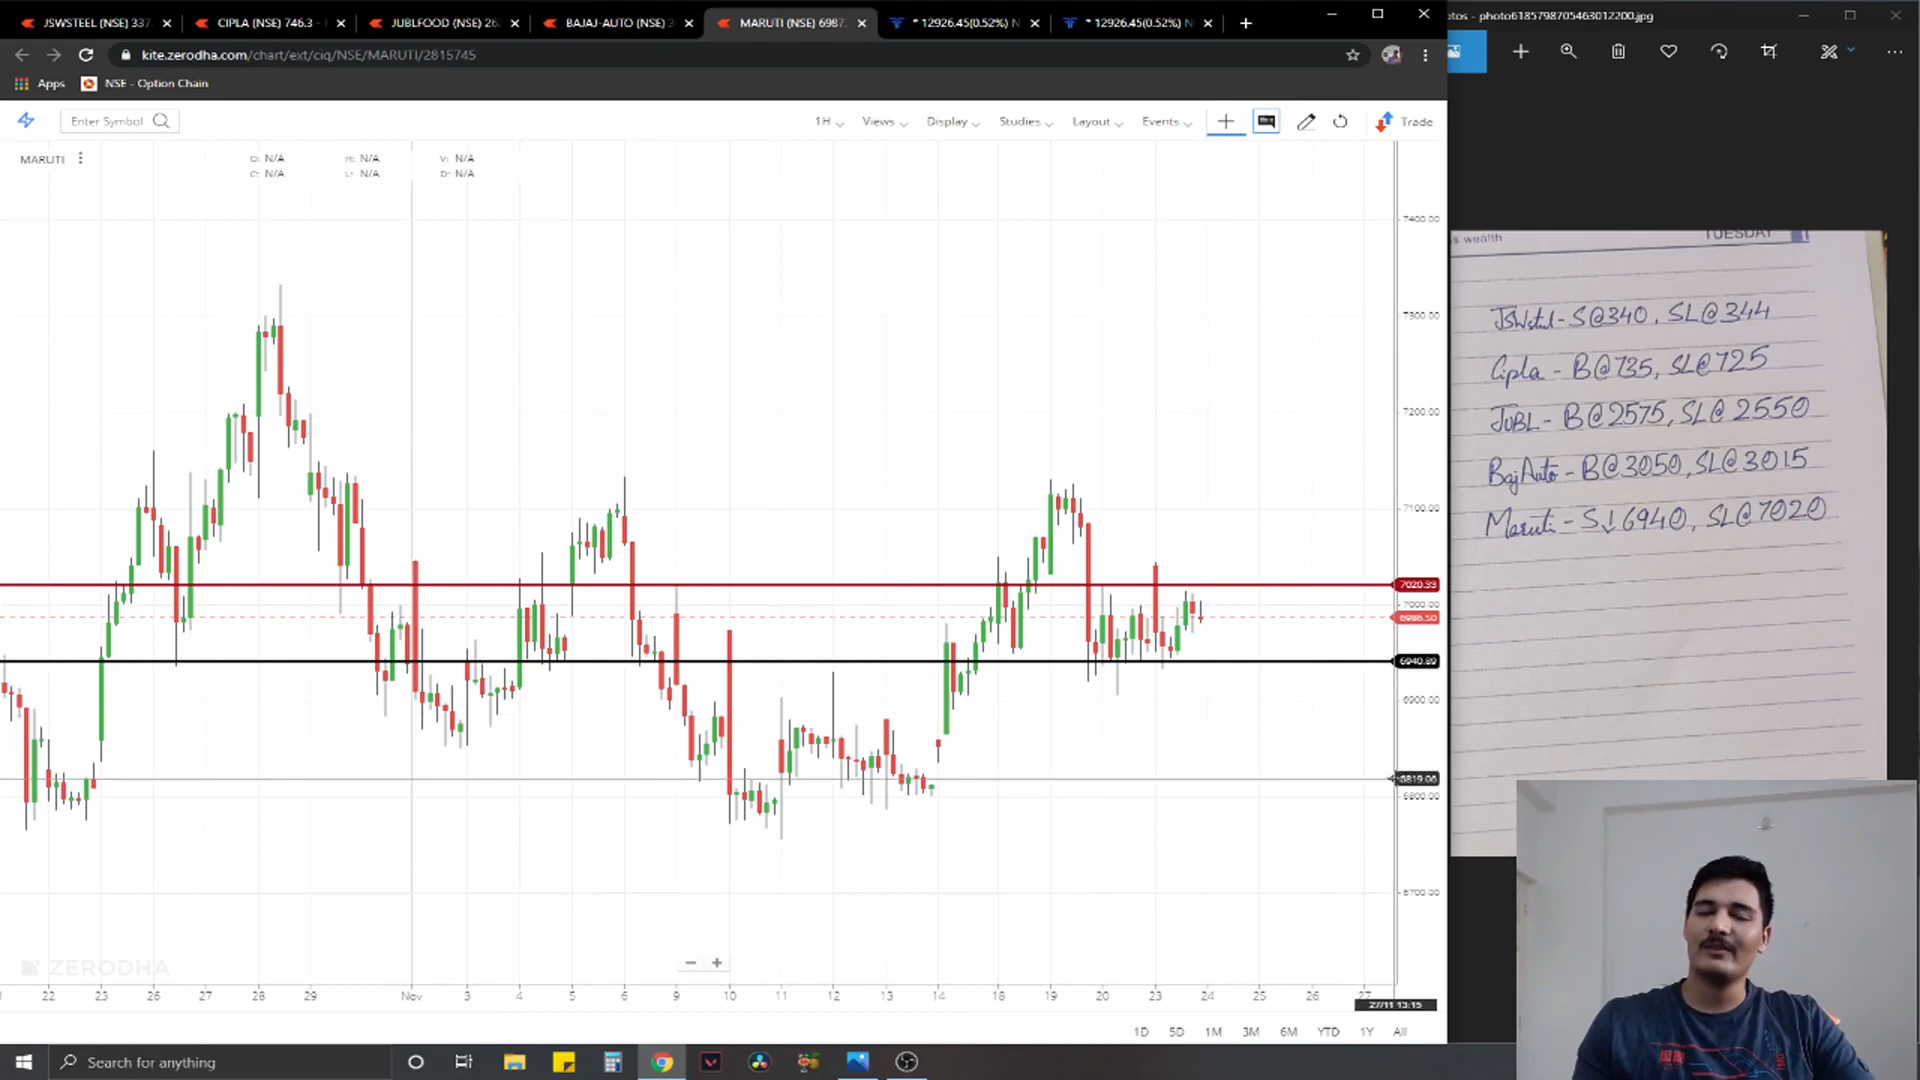 JSWSTEEL (NSE) 337.
CIPLA (NSE) 746.3 -
JUBLFOOD (NSE) 26
BAJAJ-AUTO (NSE) 3
MARUTI (NSE) 6987.
* 12926.45(0.52%) N
* 12926.45(0.52%) N
otos - photo6185798705463012200.jpg
kite.zerodha.com/chart/ext/ciq/NSE/MARUTI/2815745
Apps
NSE - Option Chain
Enter Symbol
1H
Views
Display
Studies
Layout
Events
Trade
MARUTI
O: N/A H: N/A V: N/A
C: N/A L: N/A D: N/A
7400.00
7300.00
7200.00
7100.00
7020.33
7000.00
6986.50
6940.89
6900.00
6819.06
6800.00
6700.00
s wealth
TUESDAY
JSWstul - S@340, SL@344
Cipla - B@735, SL@725
JUBL - B@2575, SL@2550
BajAuto - B@3050, SL@3015
Maruti - S↓6940, SL@7020
ZERODHA
22 23 26 27 28 29 Nov 3 4 5 6 9 10 11 12 13 14 18 19 20 23 24 25 26 27
27/11 13:15
1D 5D 1M 3M 6M YTD 1Y All
Search for anything